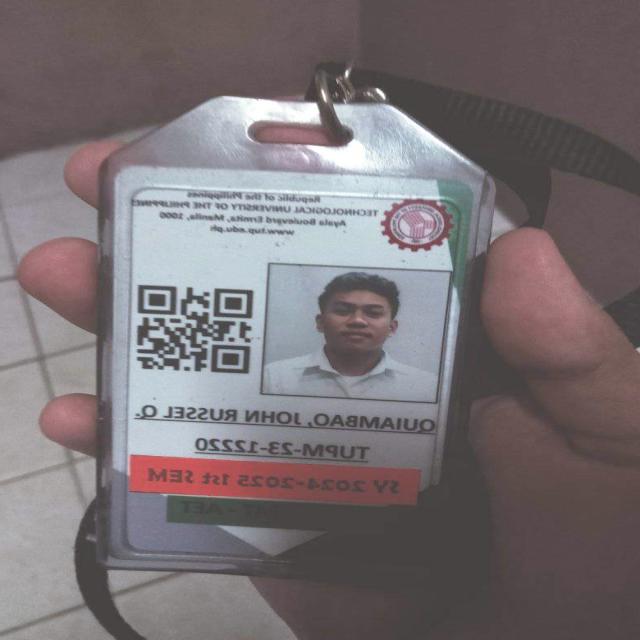 Republic of the Philippines
TECHNOLOGICAL UNIVERSITY OF THE PHILIPPINES
Ayala Boulevard Ermita, Manila, 1000
www.tup.edu.ph
QUIAMBAO, JOHN RUSSEL Q.
TUPM-23-12220
SY 2024-2025 1st SEM
- AET